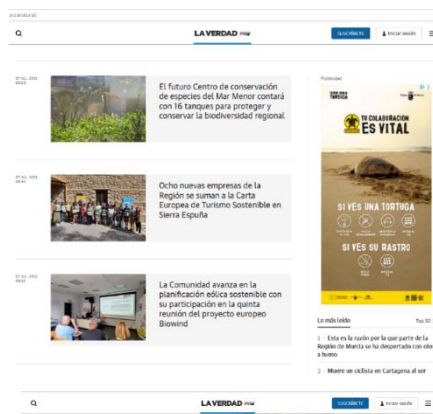 LA VERDAD
SUSCRÍBETE
Iniciar sesión
El futuro Centro de conservación
de especies del Mar Menor contará
con 16 tanques para proteger y
conservar la biodiversidad regional
Publicidad
TU COLABORACIÓN
ES VITAL
Ocho nuevas empresas de la
Región se suman a la Carta
Europea de Turismo Sostenible en
Sierra Espuña
SI VES UNA TORTUGA
SI VES SU RASTRO
La Comunidad avanza en la
planificación eólica sostenible con
su participación en la quinta
reunión del proyecto europeo
Biowind
Lo más leído
Top 50
1 - Esta es la razón por la que parte de la
Región de Murcia se ha despertado con olor
a humo
2 - Muere un ciclista en Cartagena al ser
LA VERDAD
SUSCRÍBETE
Iniciar sesión